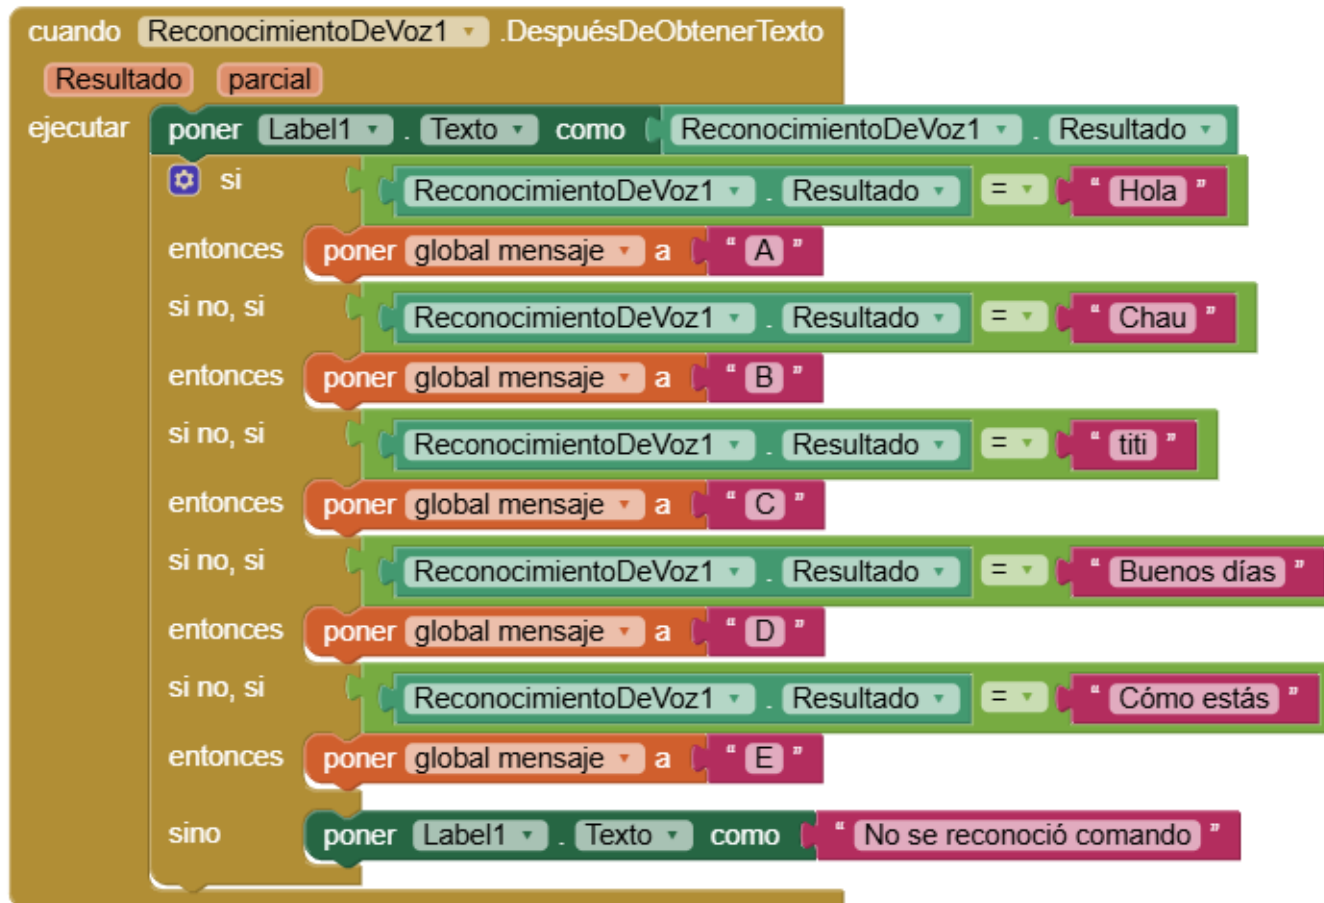 cuando ReconocimientoDeVoz1 .DespuésDeObtenerTexto
Resultado parcial
ejecutar poner Label1 . Texto como ReconocimientoDeVoz1 . Resultado
si ReconocimientoDeVoz1 . Resultado = “ Hola ”
entonces poner global mensaje a “ A ”
si no, si ReconocimientoDeVoz1 . Resultado = “ Chau ”
entonces poner global mensaje a “ B ”
si no, si ReconocimientoDeVoz1 . Resultado = “ titi ”
entonces poner global mensaje a “ C ”
si no, si ReconocimientoDeVoz1 . Resultado = “ Buenos días ”
entonces poner global mensaje a “ D ”
si no, si ReconocimientoDeVoz1 . Resultado = “ Cómo estás ”
entonces poner global mensaje a “ E ”
sino poner Label1 . Texto como “ No se reconoció comando ”